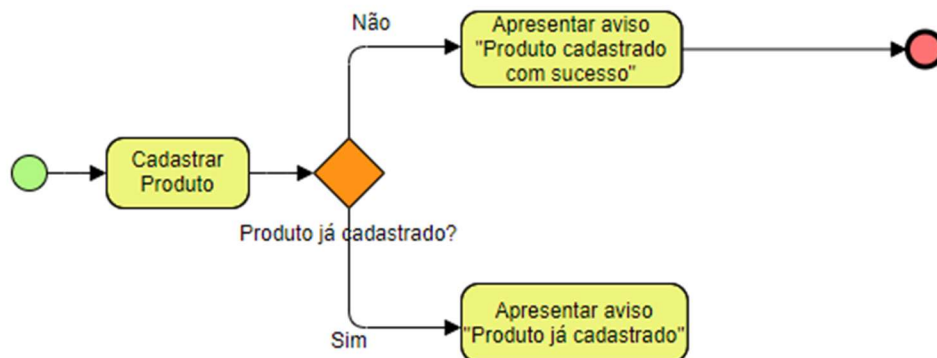 Não
Apresentar aviso
"Produto cadastrado
com sucesso"
Cadastrar
Produto
Produto já cadastrado?
Sim
Apresentar aviso
"Produto já cadastrado"